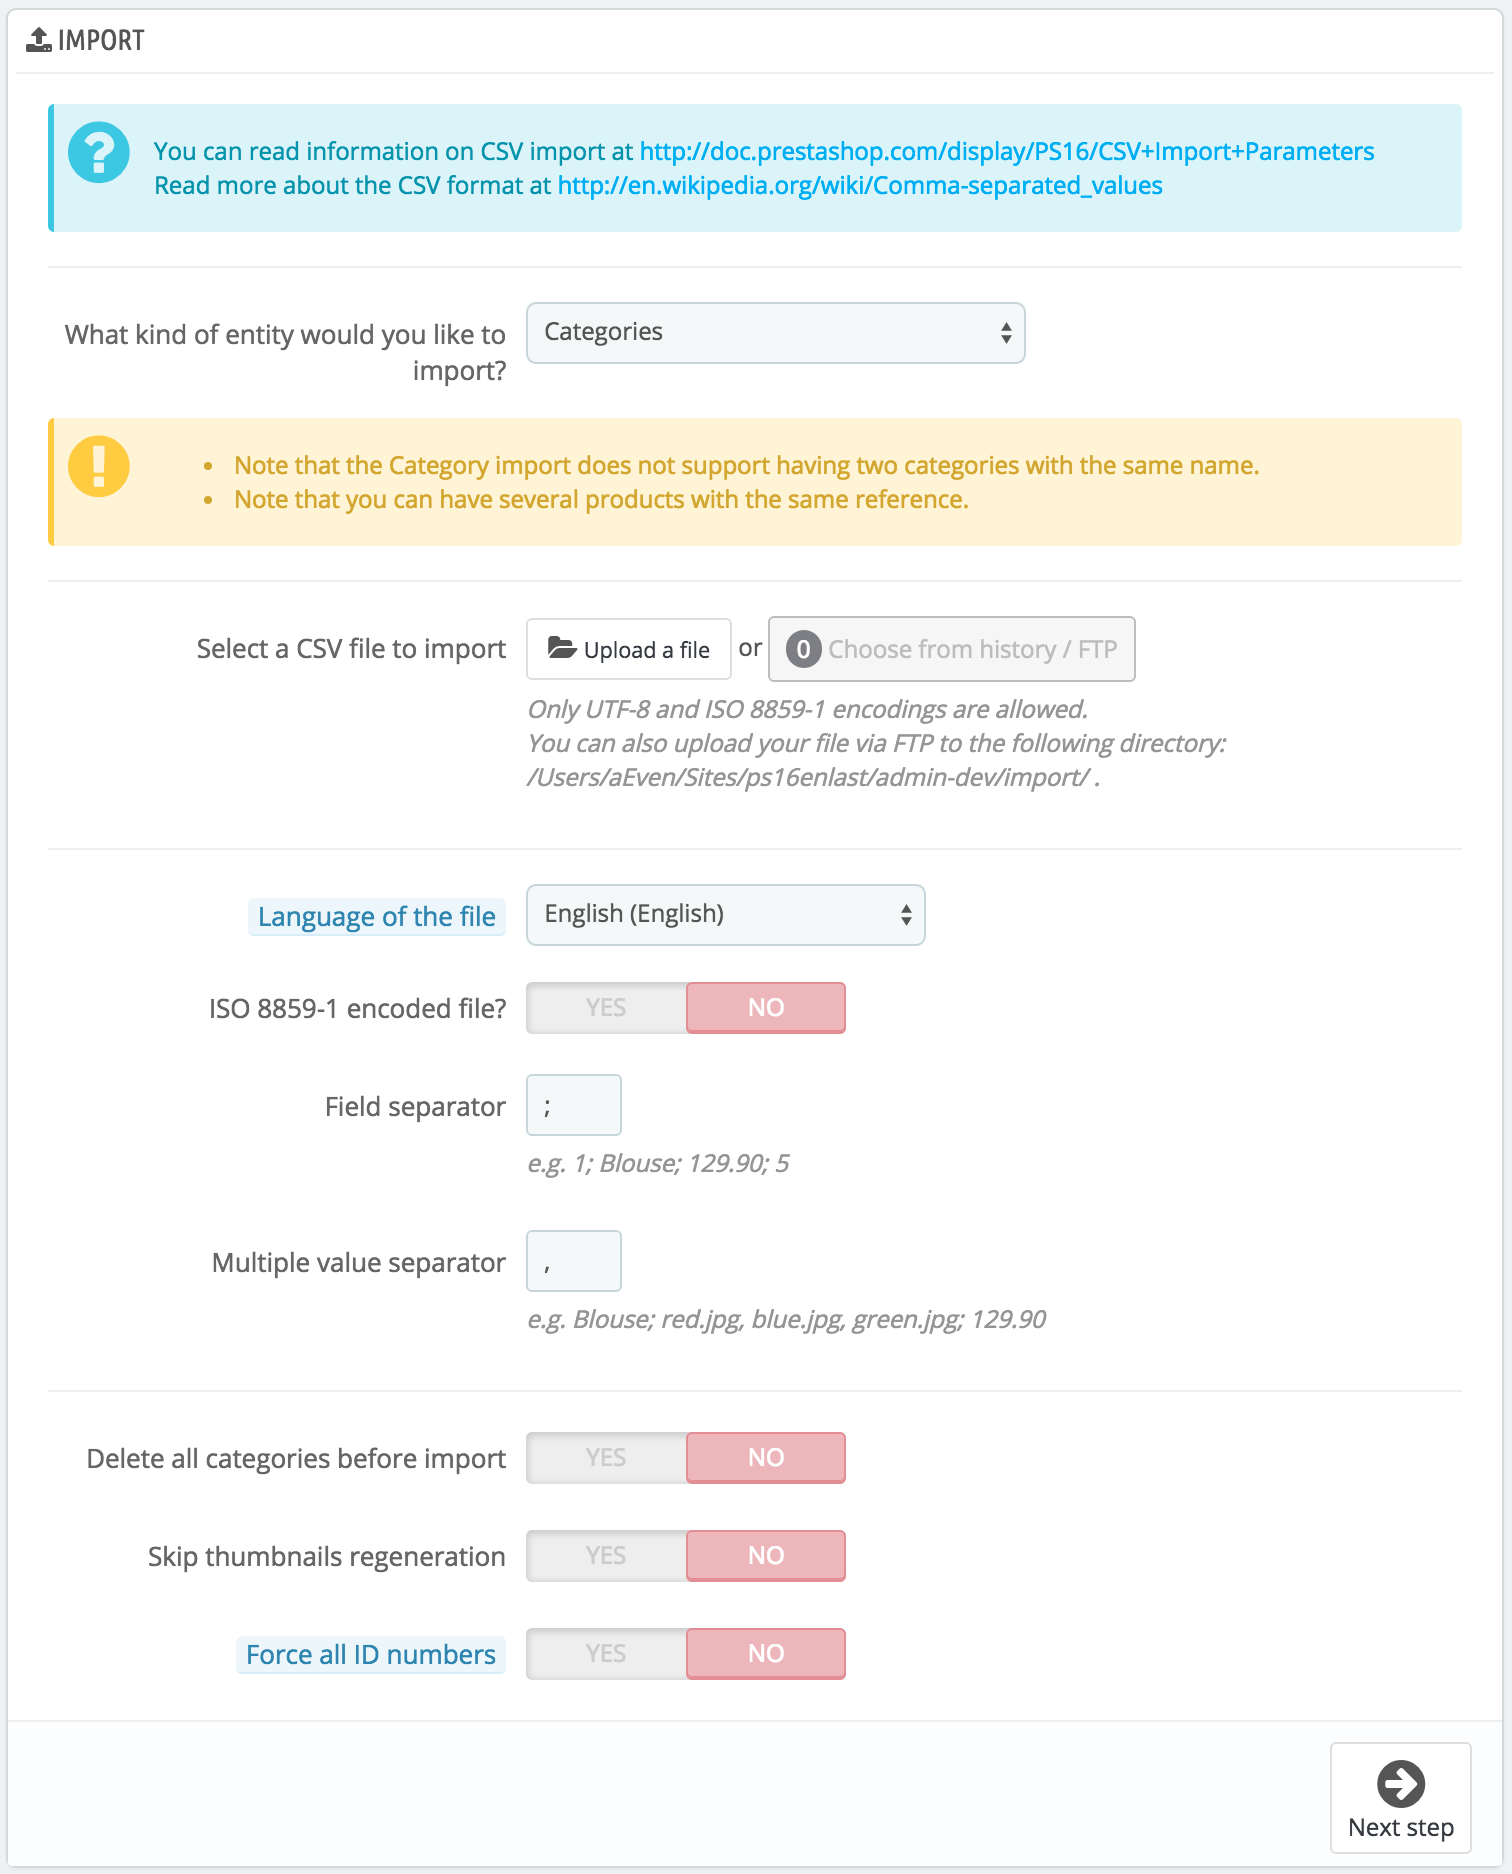 IMPORT
You can read information on CSV import at http://doc.prestashop.com/display/PS16/CSV+Import+Parameters
Read more about the CSV format at http://en.wikipedia.org/wiki/Comma-separated_values
What kind of entity would you like to import?
Categories
• Note that the Category import does not support having two categories with the same name.
• Note that you can have several products with the same reference.
Select a CSV file to import
Upload a file or 0 Choose from history / FTP
Only UTF-8 and ISO 8859-1 encodings are allowed.
You can also upload your file via FTP to the following directory:
/Users/aEven/Sites/ps16enlast/admin-dev/import/ .
Language of the file
English (English)
ISO 8859-1 encoded file?
YES NO
Field separator
;
e.g. 1; Blouse; 129.90; 5
Multiple value separator
,
e.g. Blouse; red.jpg, blue.jpg, green.jpg; 129.90
Delete all categories before import
YES NO
Skip thumbnails regeneration
YES NO
Force all ID numbers
YES NO
Next step